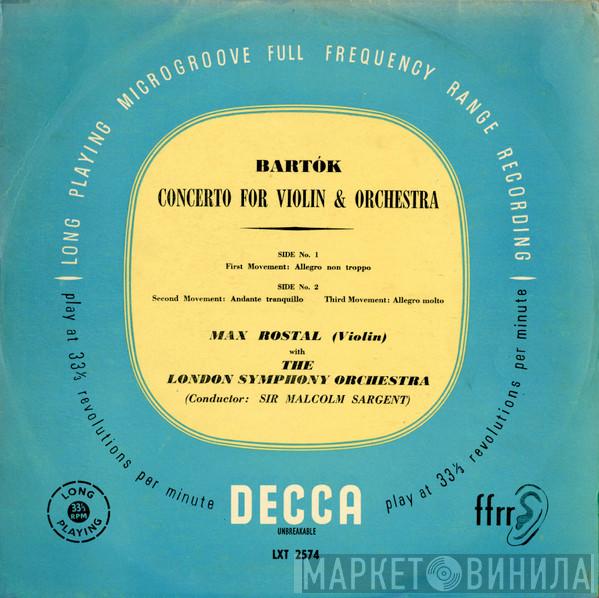 LONG PLAYING MICROGROOVE FULL FREQUENCY RANGE RECORDING
BARTÓK
CONCERTO FOR VIOLIN & ORCHESTRA
SIDE No. 1
First Movement: Allegro non troppo
SIDE No. 2
Second Movement: Andante tranquillo Third Movement: Allegro molto
MAX ROSTAL (Violin)
with
THE
LONDON SYMPHONY ORCHESTRA
(Conductor: SIR MALCOLM SARGENT)
play at 33⅓ revolutions per minute
play at 33⅓ revolutions per minute
LONG PLAYING
33⅓
RPM
DECCA
UNBREAKABLE
LXT 2574
ffrr
МАРКЕТ ВИНИЛА